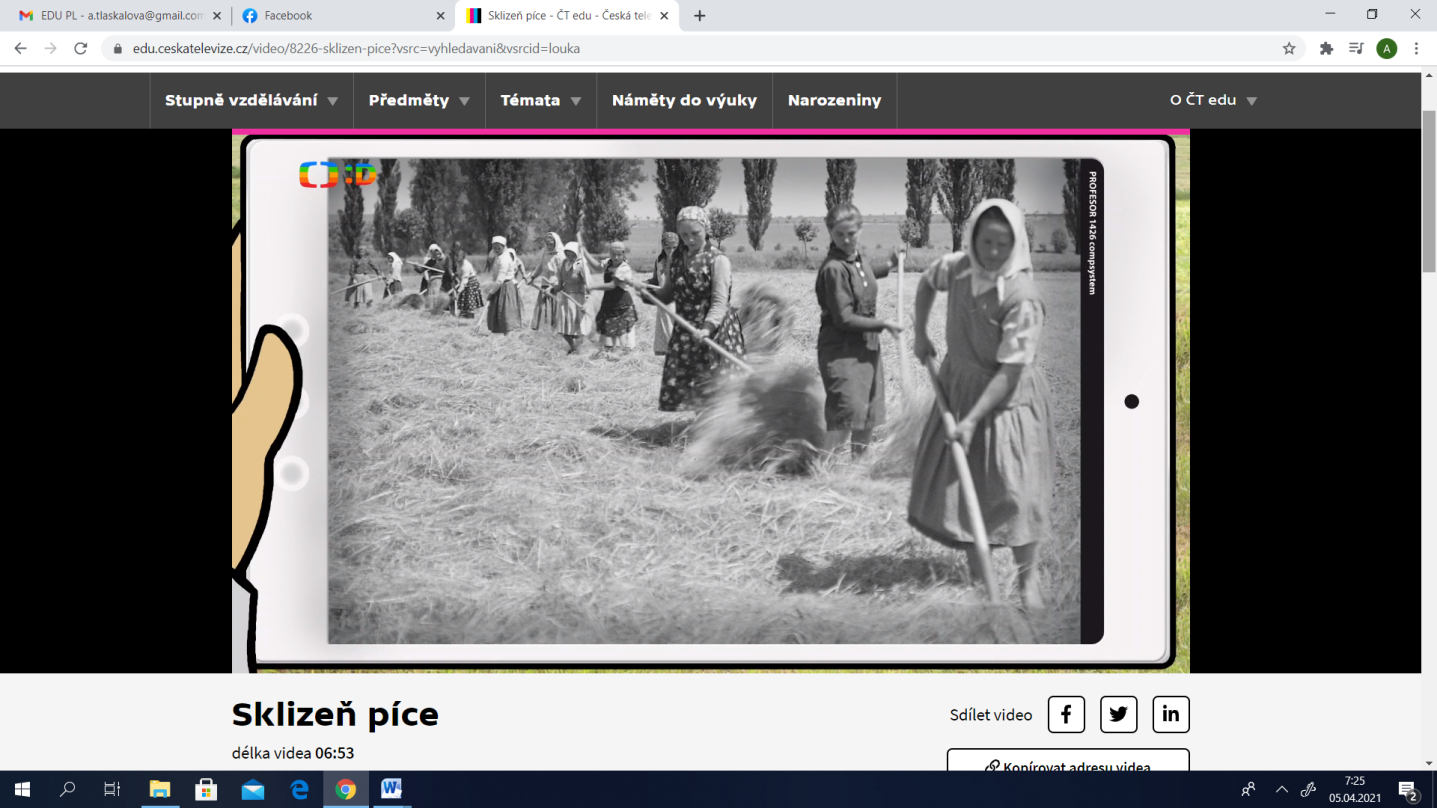 EDU PL - a.tlaskalova@gmail.com
Facebook
Sklizeň píce - ČT edu - Česká tele
edu.ceskatelevize.cz/video/8226-sklizen-pice?vsrc=vyhledavani&vsrcid=louka
A
Stupně vzdělávání
Předměty
Témata
Náměty do výuky
Narozeniny
O ČT edu
:D
PROFESOR 1426 compsystem
Sklizeň píce
Sdílet video
délka videa 06:53
Kopírovat adresu videa
7:25
05.04.2021
2